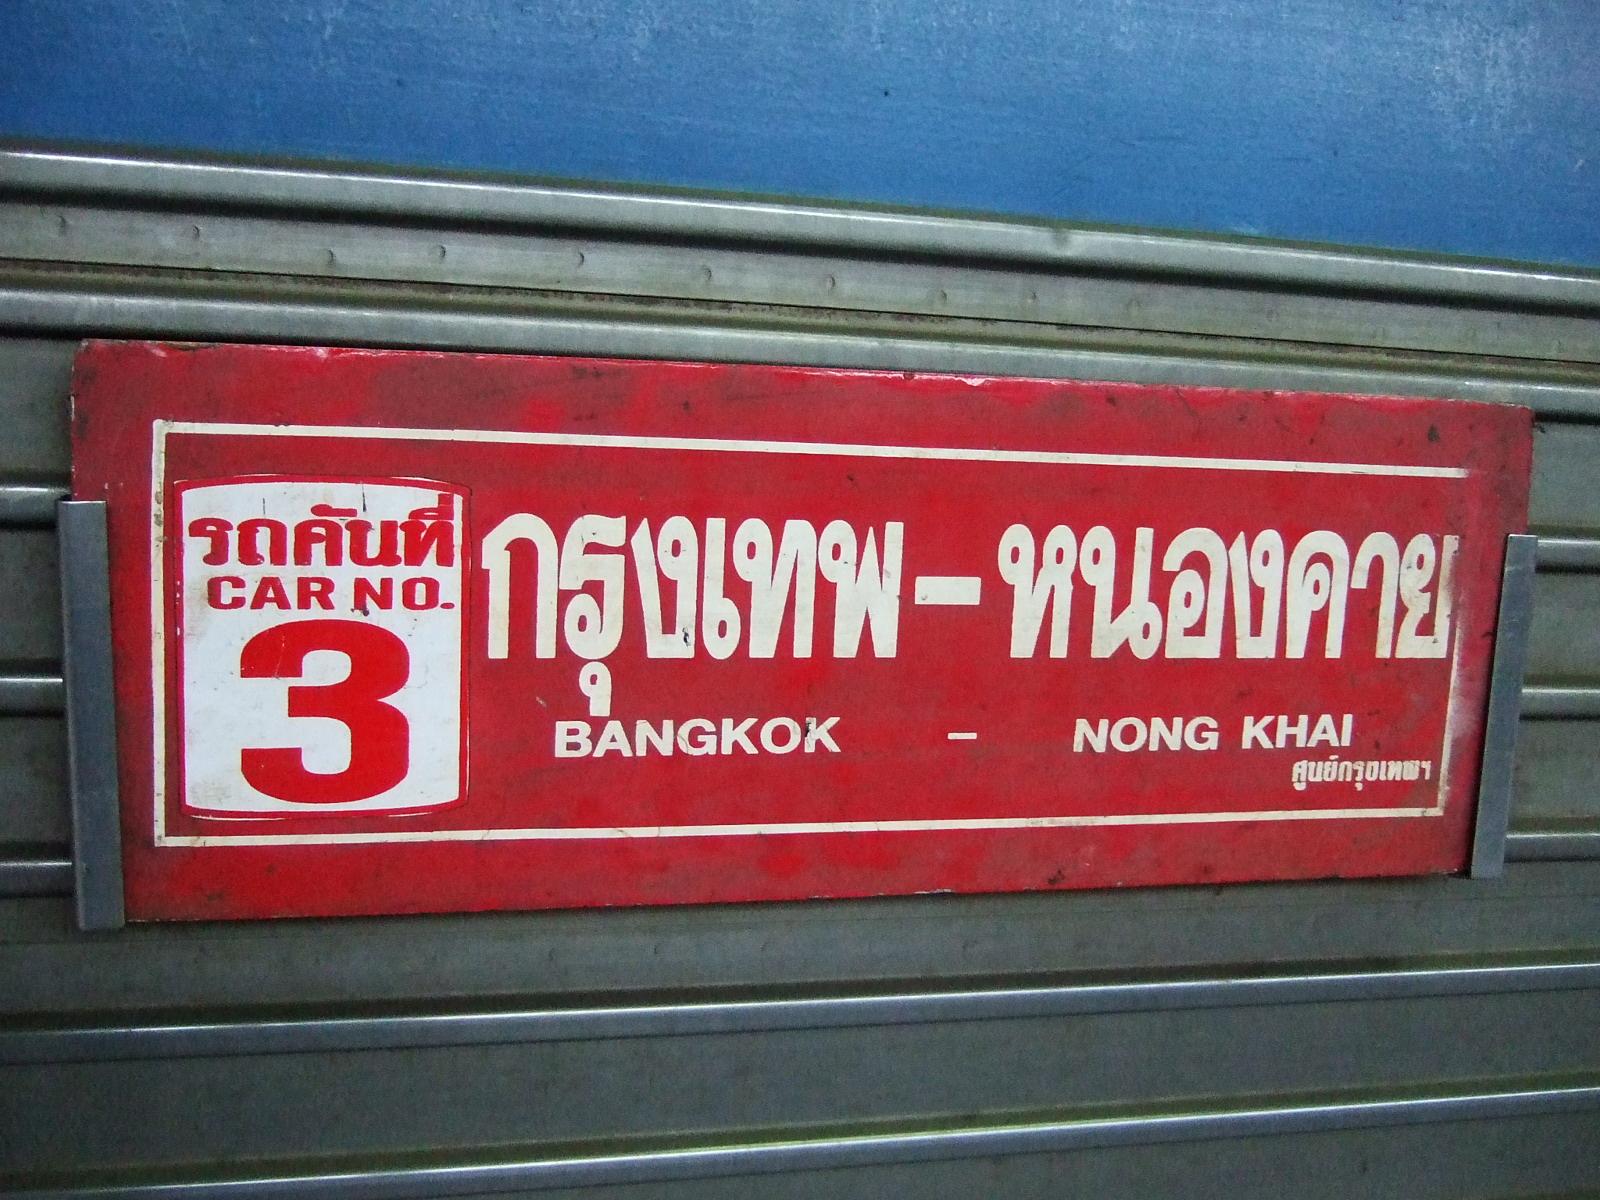 รถคันที่
CAR NO.
3
กรุงเทพ - หนองคาย
BANGKOK - NONG KHAI
ศูนย์กรุงเทพฯ